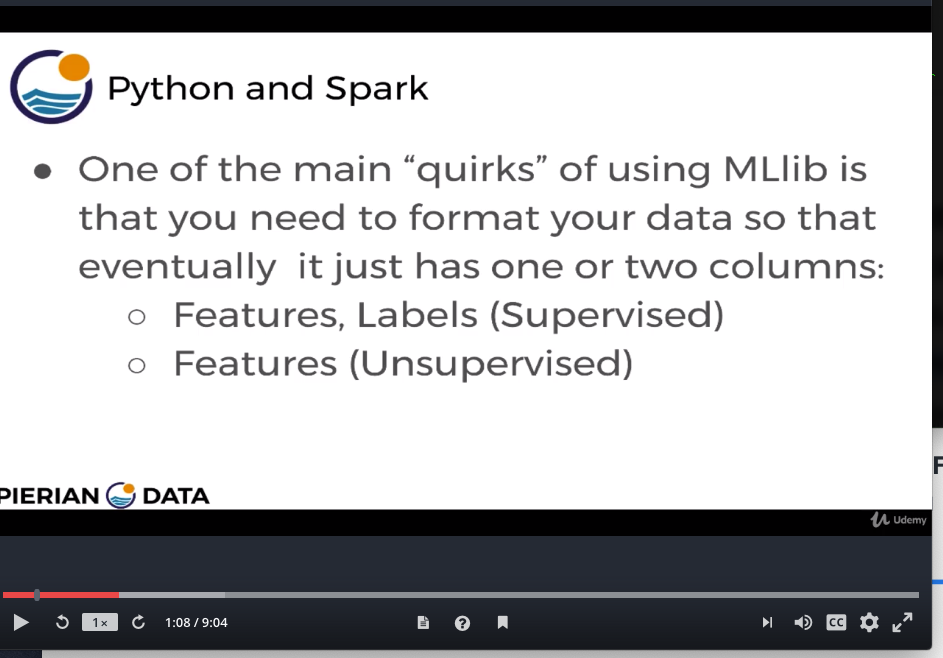 Python and Spark
● One of the main “quirks” of using MLlib is
that you need to format your data so that
eventually it just has one or two columns:
○ Features, Labels (Supervised)
○ Features (Unsupervised)
PIERIAN DATA
Udemy
1×
1:08 / 9:04
CC
F